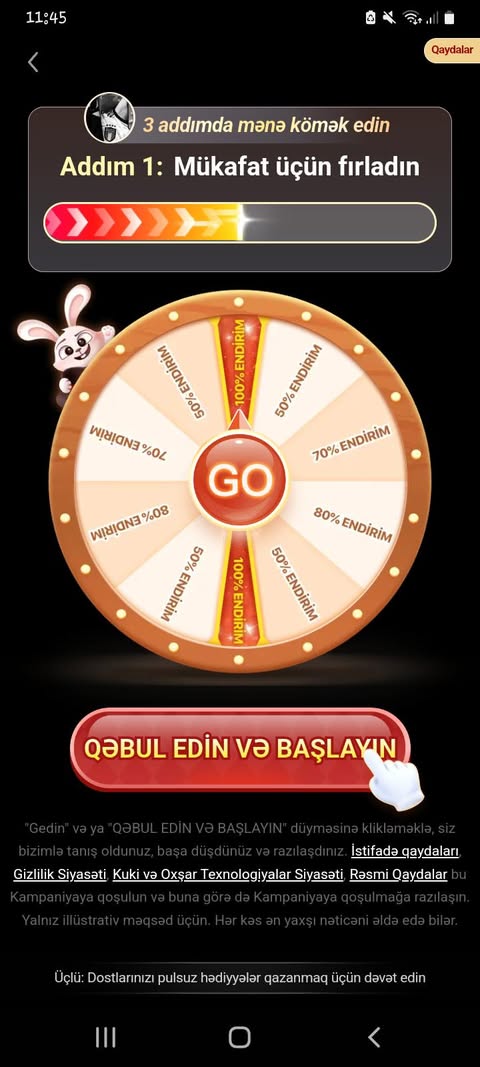 11:45
Qaydalar
3 addımda mənə kömək edin
Addım 1: Mükafat üçün fırladın
100% ENDİRİM
50% ENDİRİM
50% ENDİRİM
70% ENDİRİM
70% ENDİRİM
GO
80% ENDİRİM
80% ENDİRİM
50% ENDİRİM
50% ENDİRİM
100% ENDİRİM
QƏBUL EDİN VƏ BAŞLAYIN
"Gedin" və ya "QƏBUL EDİN VƏ BAŞLAYIN" düyməsinə klikləməklə, siz
bizimlə tanış oldunuz, başa düşdünüz və razılaşdınız. İstifadə qaydaları,
Gizlilik Siyasəti, Kuki və Oxşar Texnologiyalar Siyasəti, Rəsmi Qaydalar bu
Kampaniyaya qoşulun və buna görə də Kampaniyaya qoşulmağa razılaşın.
Yalnız illüstrativ məqsəd üçün. Hər kəs ən yaxşı nəticəni əldə edə bilər.
Üçlü: Dostlarınızı pulsuz hədiyyələr qazanmaq üçün dəvət edin